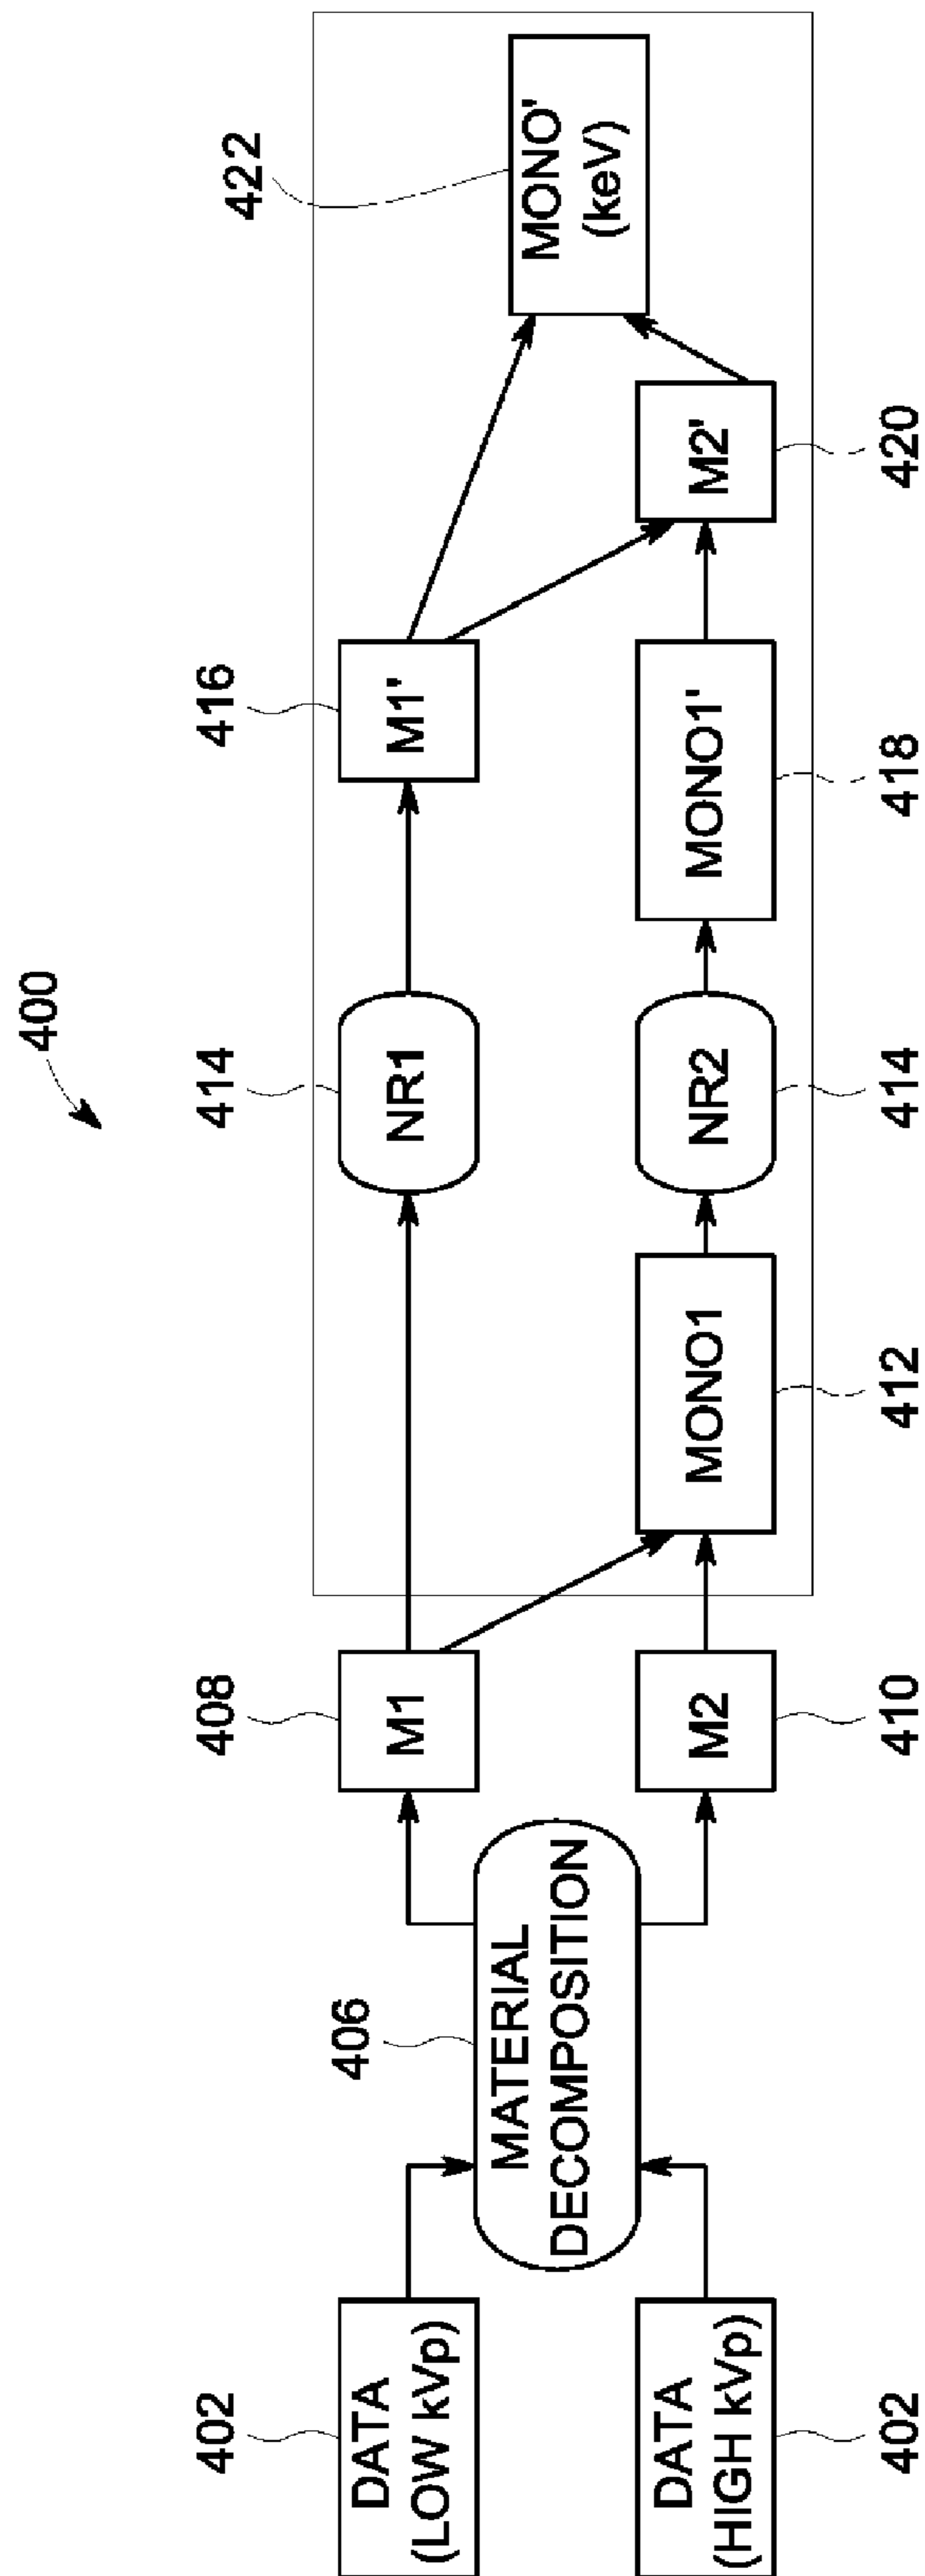 400
402
DATA
(LOW kVp)
DATA
(HIGH kVp)
402
406
MATERIAL
DECOMPOSITION
408
M1
M2
410
MONO1
412
414
NR1
NR2
414
416
M1'
MONO1'
418
M2'
420
422
MONO'
(keV)